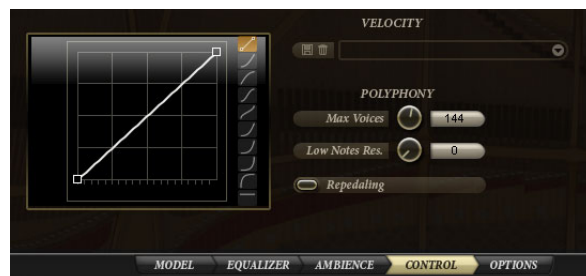 VELOCITY
POLYPHONY
Max Voices 144
Low Notes Res. 0
Repedaling
MODEL EQUALIZER AMBIENCE CONTROL OPTIONS